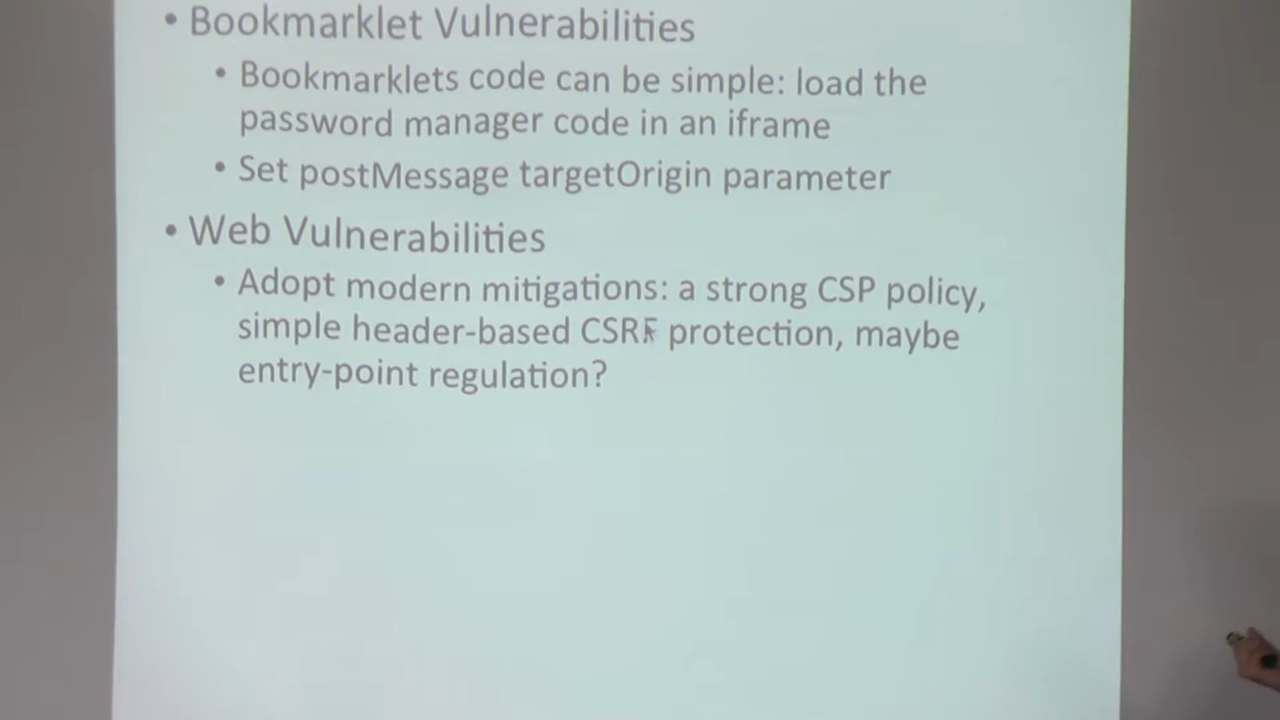 • Bookmarklet Vulnerabilities
• Bookmarklets code can be simple: load the
password manager code in an iframe
• Set postMessage targetOrigin parameter
• Web Vulnerabilities
• Adopt modern mitigations: a strong CSP policy,
simple header-based CSRF protection, maybe
entry-point regulation?